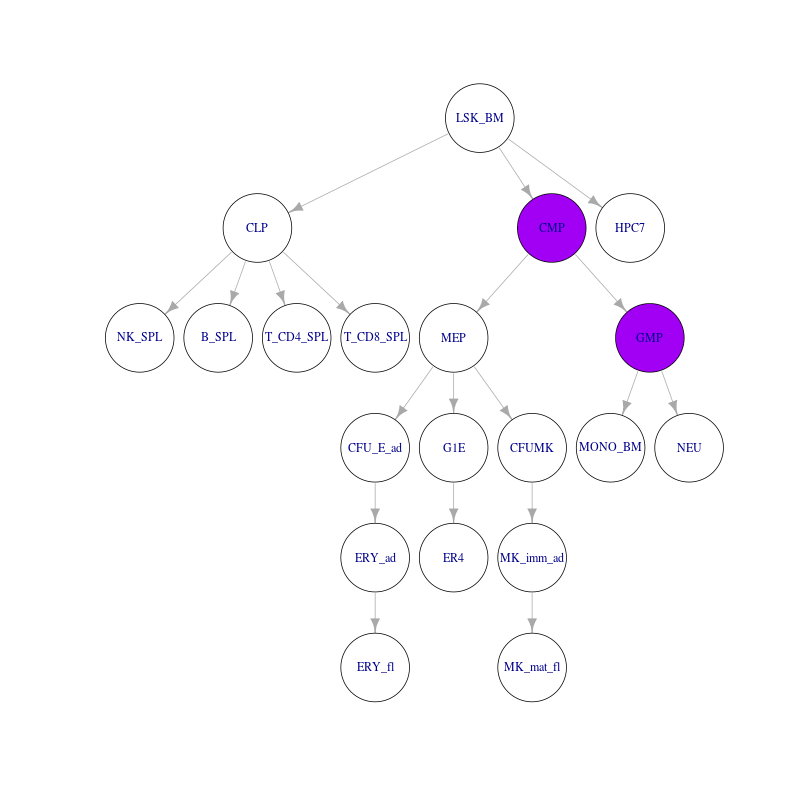 LSK_BM
CLP
CMP
HPC7
NK_SPL
B_SPL
T_CD4_SPL
T_CD8_SPL
MEP
GMP
CFU_E_ad
G1E
CFUMK
MONO_BM
NEU
ERY_ad
ER4
MK_imm_ad
ERY_fl
MK_mat_fl